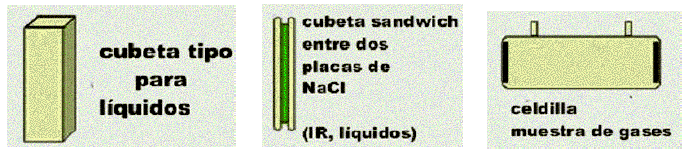 cubeta tipo
para
líquidos
cubeta sandwich
entre dos
placas de
NaCl
(IR, líquidos)
celdilla
muestra de gases